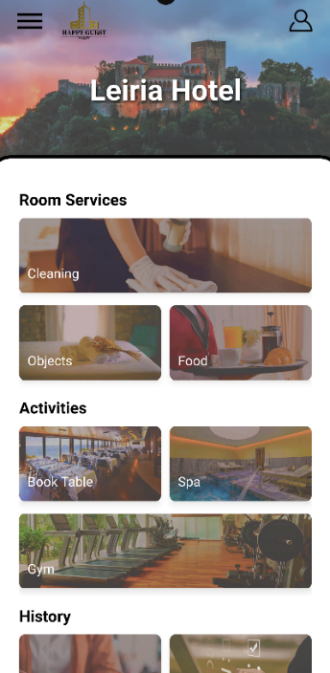 HAPPY GUEST
Leiria Hotel
Room Services
Cleaning
Objects
Food
Activities
Book Table
Spa
Gym
History